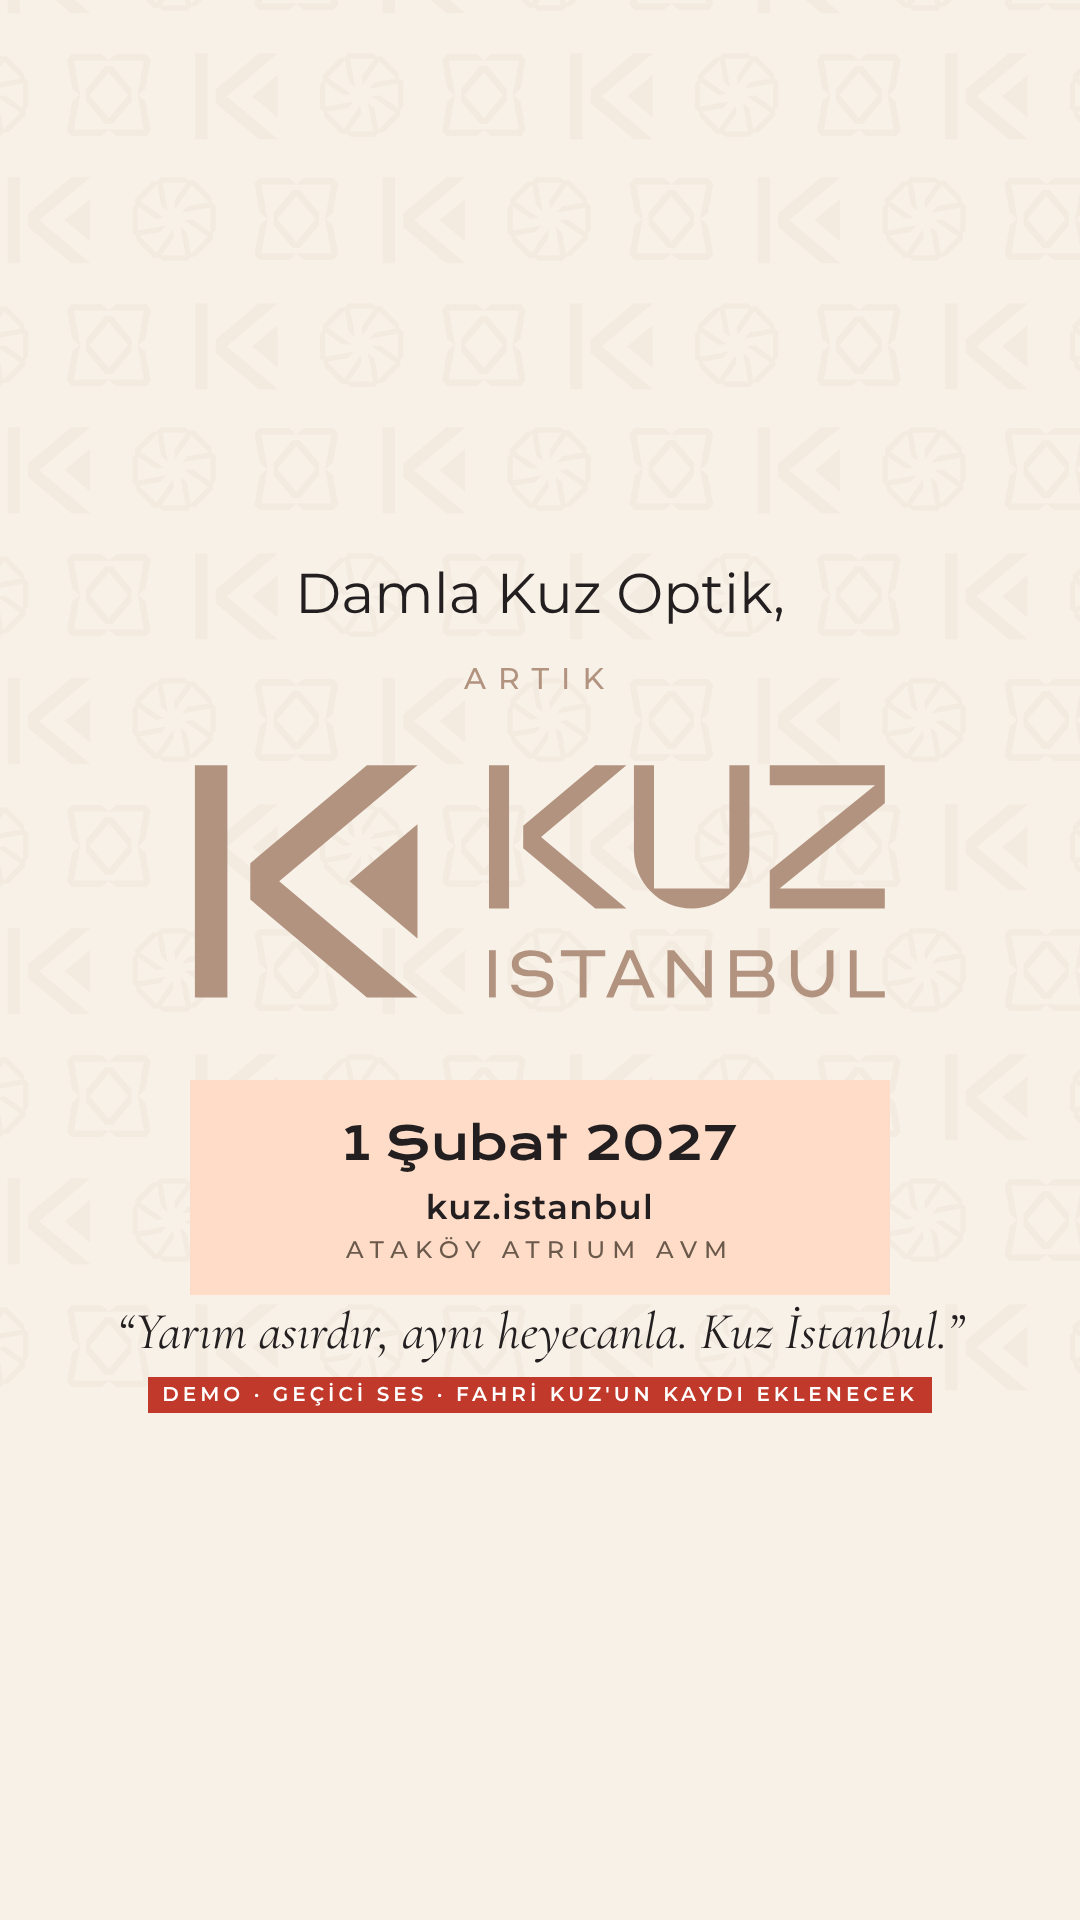 Damla Kuz Optik,
ARTIK
KUZ
ISTANBUL
1 Şubat 2027
kuz.istanbul
ATAKÖY ATRIUM AVM
“Yarım asırdır, aynı heyecanla. Kuz İstanbul.”
DEMO · GEÇİCİ SES · FAHRİ KUZ'UN KAYDI EKLENECEK